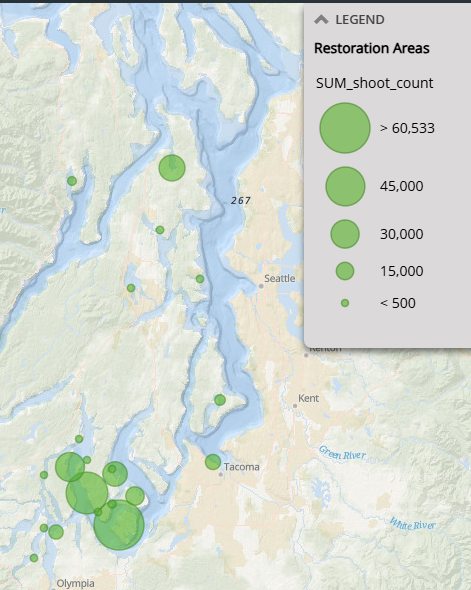 LEGEND
Restoration Areas
SUM_shoot_count
> 60,533
45,000
30,000
15,000
< 500
267
Seattle
Renton
Kent
Green River
Tacoma
White River
Olympia